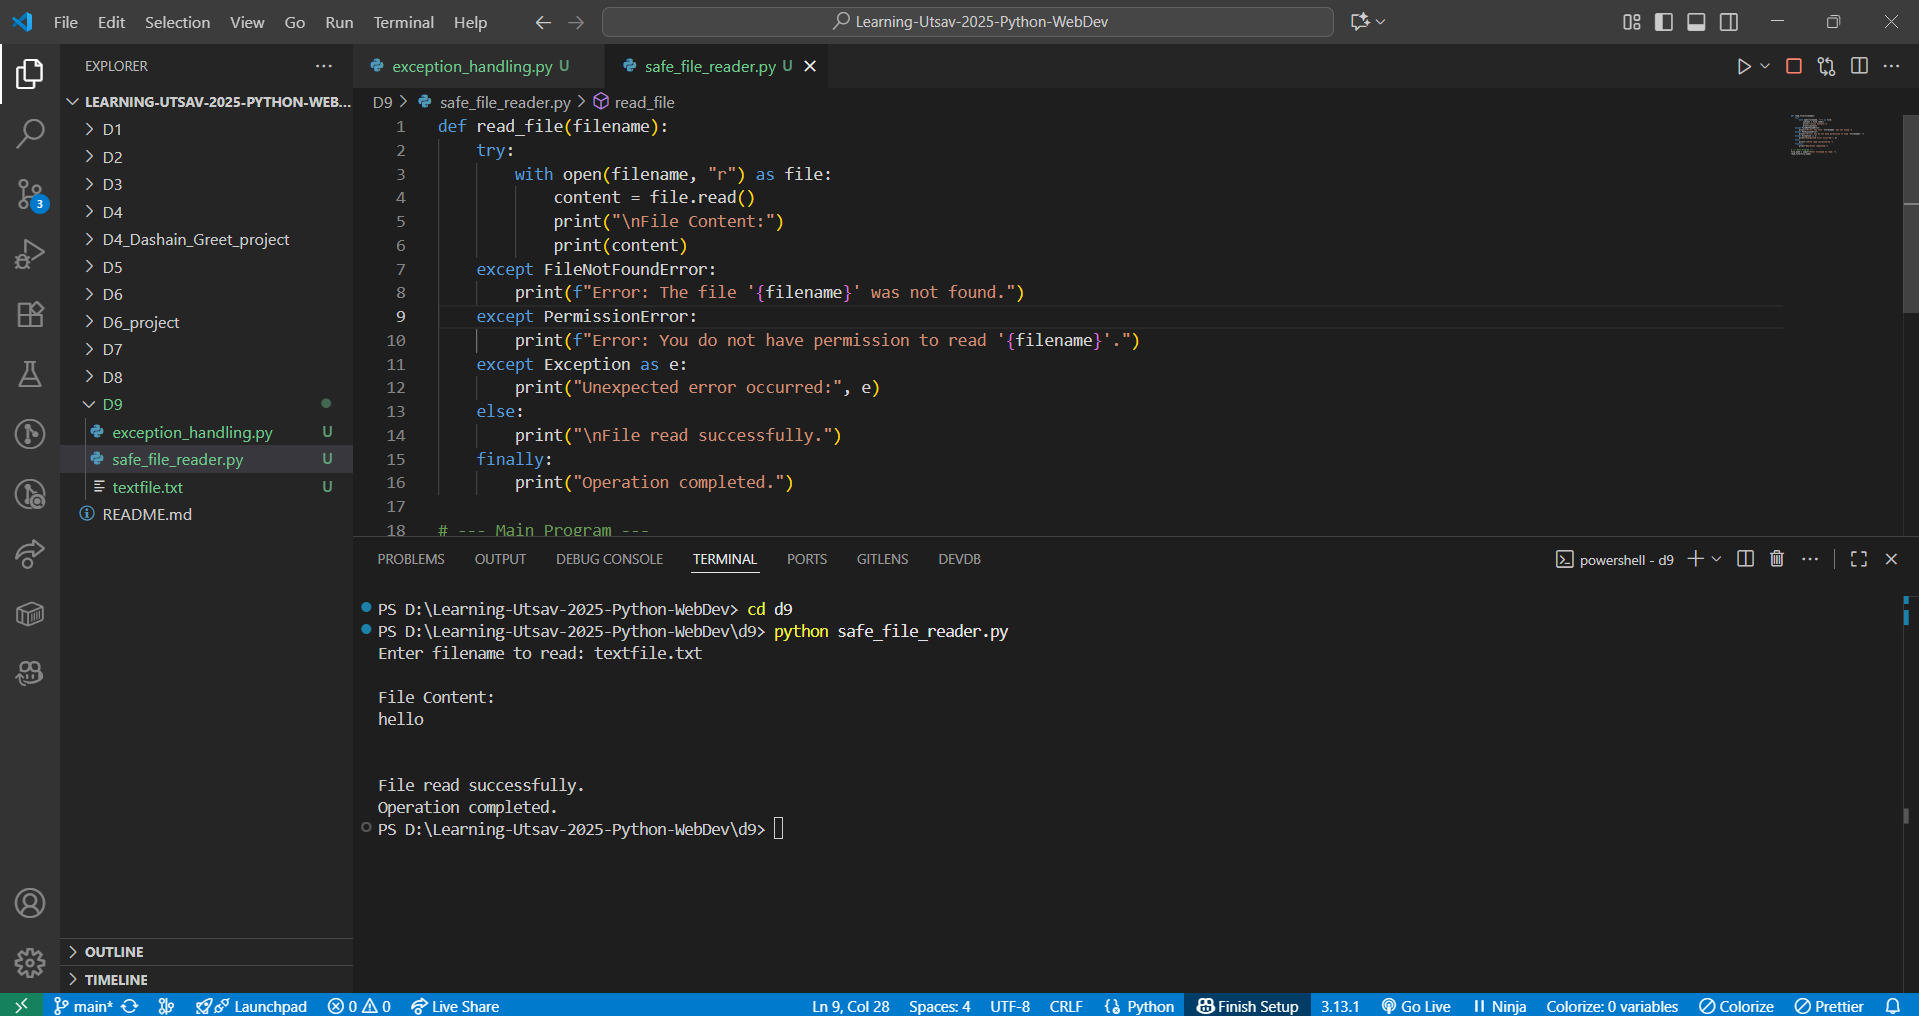 File Edit Selection View Go Run Terminal Help
Learning-Utsav-2025-Python-WebDev
EXPLORER
LEARNING-UTSAV-2025-PYTHON-WEB...
D1
D2
D3
3
D4
D4_Dashain_Greet_project
D5
D6
D6_project
D7
D8
D9
exception_handling.py U
safe_file_reader.py U
textfile.txt U
README.md
OUTLINE
TIMELINE
exception_handling.py U
safe_file_reader.py U
D9 > safe_file_reader.py > read_file
1 def read_file(filename):
2 try:
3 with open(filename, "r") as file:
4 content = file.read()
5 print("\nFile Content:")
6 print(content)
7 except FileNotFoundError:
8 print(f"Error: The file '{filename}' was not found.")
9 except PermissionError:
10 print(f"Error: You do not have permission to read '{filename}'.")
11 except Exception as e:
12 print("Unexpected error occurred:", e)
13 else:
14 print("\nFile read successfully.")
15 finally:
16 print("Operation completed.")
17
18 # --- Main Program ---
PROBLEMS OUTPUT DEBUG CONSOLE TERMINAL PORTS GITLENS DEVDB
powershell - d9
PS D:\Learning-Utsav-2025-Python-WebDev> cd d9
PS D:\Learning-Utsav-2025-Python-WebDev\d9> python safe_file_reader.py
Enter filename to read: textfile.txt
File Content:
hello
File read successfully.
Operation completed.
PS D:\Learning-Utsav-2025-Python-WebDev\d9>
main* Launchpad 0 0 Live Share Ln 9, Col 28 Spaces: 4 UTF-8 CRLF {} Python Finish Setup 3.13.1 Go Live Ninja Colorize: 0 variables Colorize Prettier